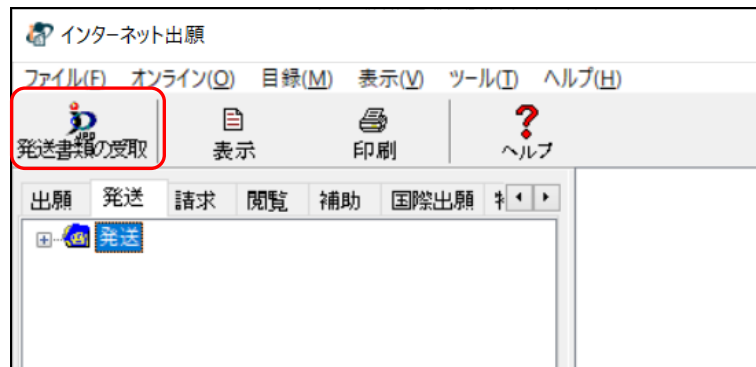 インターネット出願
ファイル(F) オンライン(O) 目録(M) 表示(V) ツール(T) ヘルプ(H)
発送書類の受取 表示 印刷 ヘルプ
出願 発送 請求 閲覧 補助 国際出願
発送